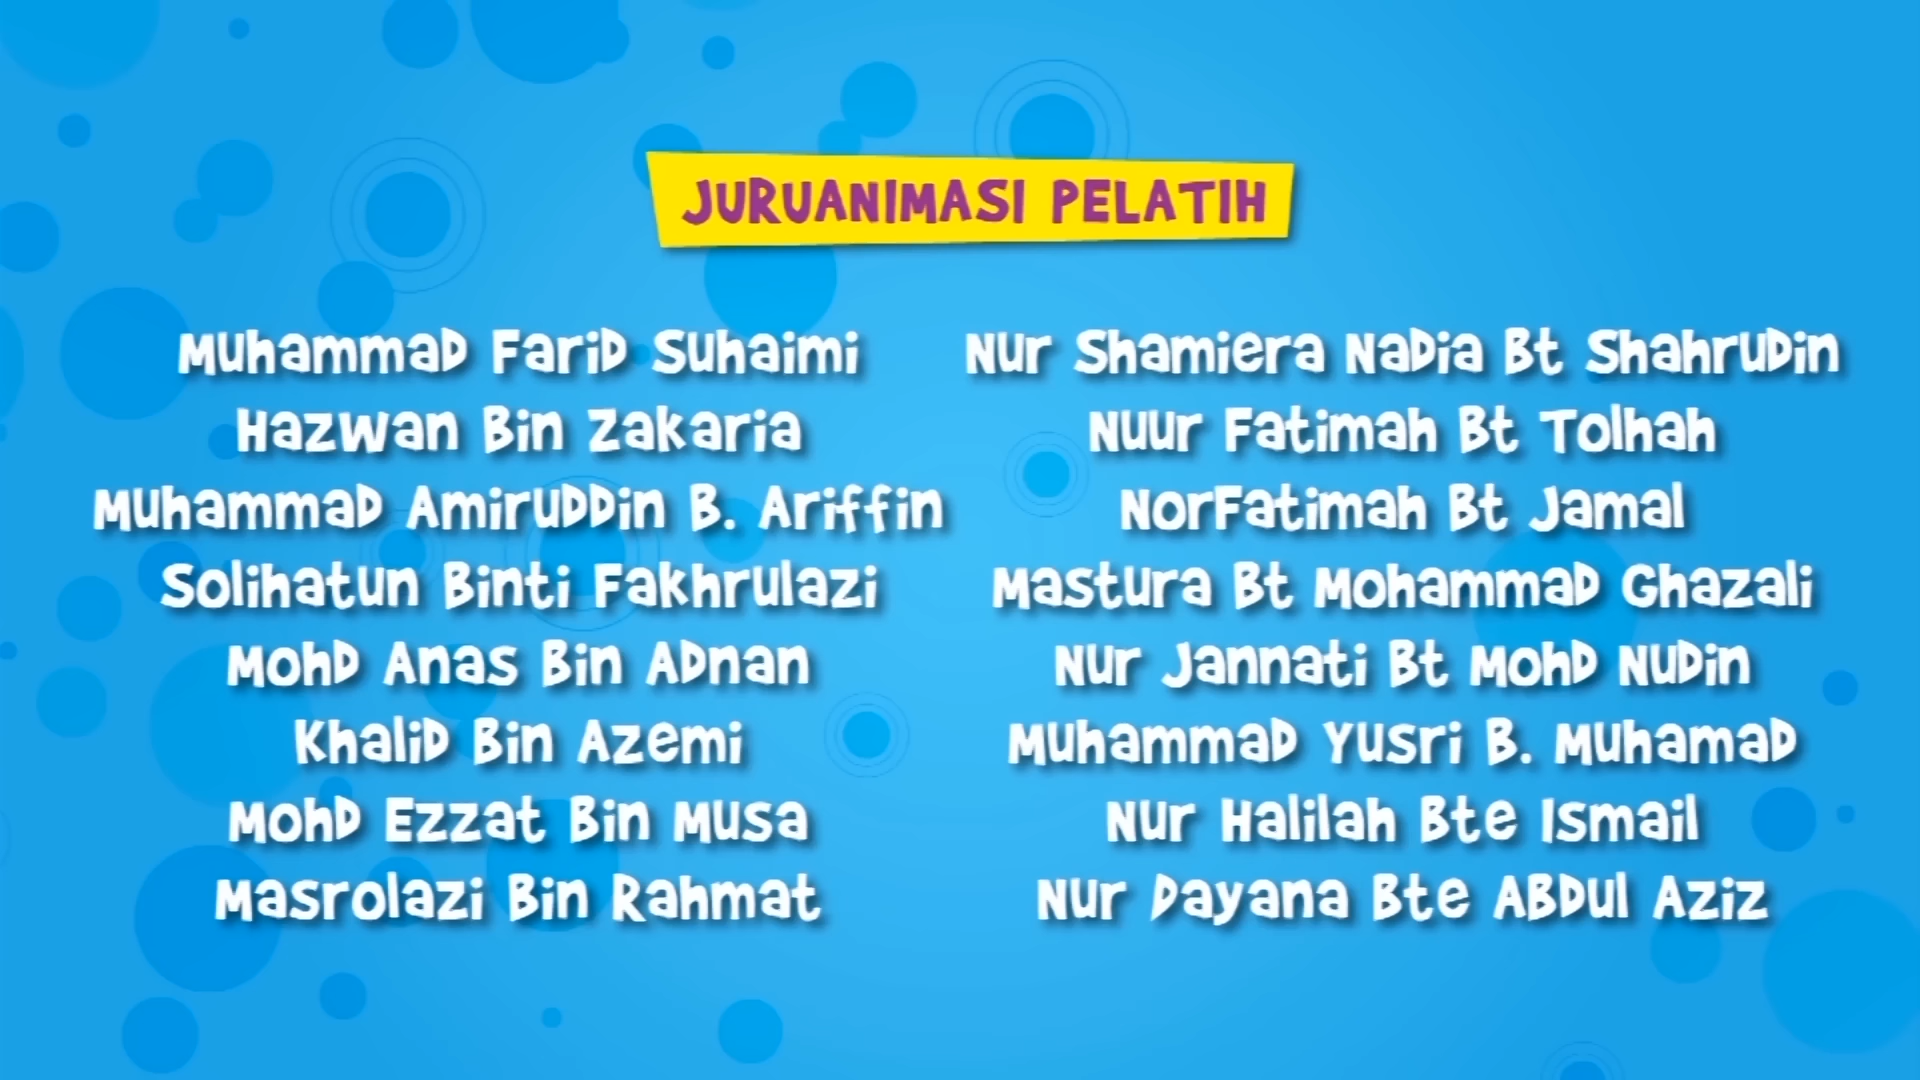 JURUANIMASI PELATIH
Muhammad Farid Suhaimi
Hazwan Bin Zakaria
Muhammad Amiruddin B. Ariffin
Solihatun Binti Fakhrulazi
Mohd Anas Bin Adnan
Khalid Bin Azemi
Mohd Ezzat Bin Musa
Masrolazi Bin Rahmat
Nur Shamiera Nadia Bt Shahrudin
Nuur Fatimah Bt Tolhah
NorFatimah Bt Jamal
Mastura Bt Mohammad Ghazali
Nur Jannati Bt Mohd Nudin
Muhammad Yusri B. Muhamad
Nur Halilah Bte Ismail
Nur Dayana Bte Abdul Aziz